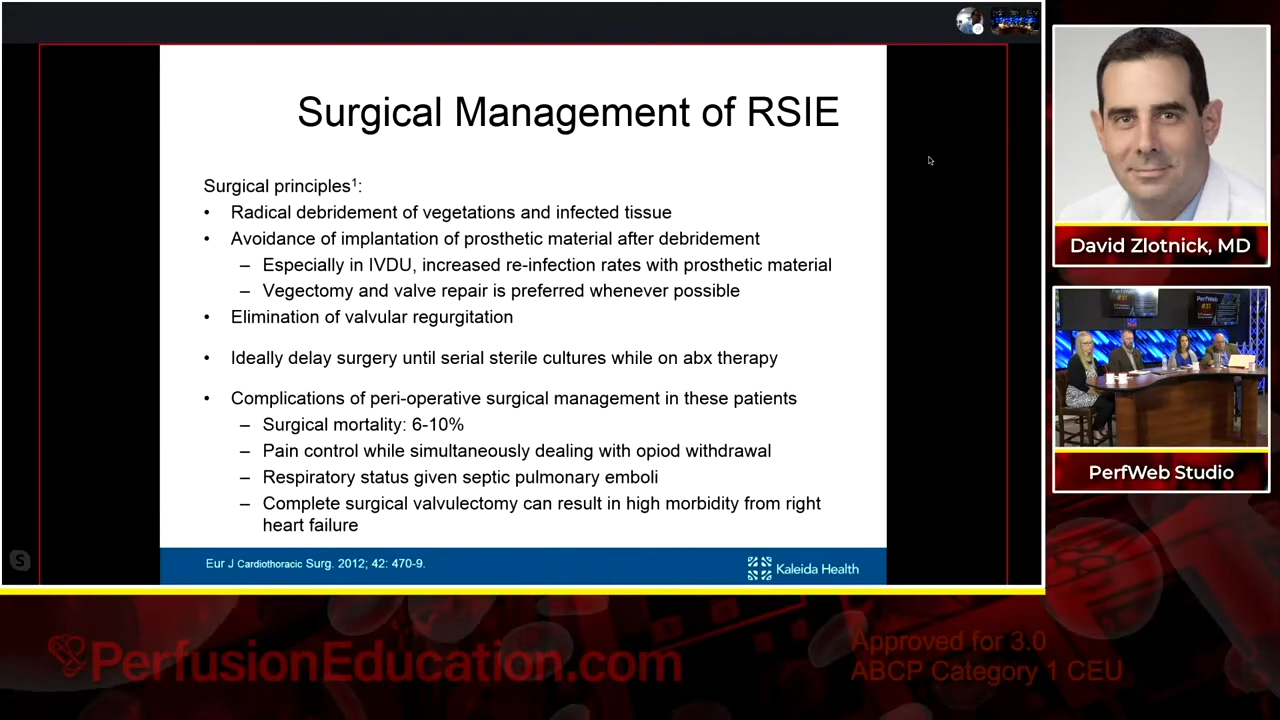 Surgical Management of RSIE
Surgical principles1:
• Radical debridement of vegetations and infected tissue
• Avoidance of implantation of prosthetic material after debridement
– Especially in IVDU, increased re-infection rates with prosthetic material
– Vegectomy and valve repair is preferred whenever possible
• Elimination of valvular regurgitation
• Ideally delay surgery until serial sterile cultures while on abx therapy
• Complications of peri-operative surgical management in these patients
– Surgical mortality: 6-10%
– Pain control while simultaneously dealing with opiod withdrawal
– Respiratory status given septic pulmonary emboli
– Complete surgical valvulectomy can result in high morbidity from right
heart failure
Eur J Cardiothoracic Surg. 2012; 42: 470-9.
Kaleida Health
David Zlotnick, MD
PerfWeb Studio
PerfusionEducation.com
Approved for 3.0
ABCP Category 1 CEU